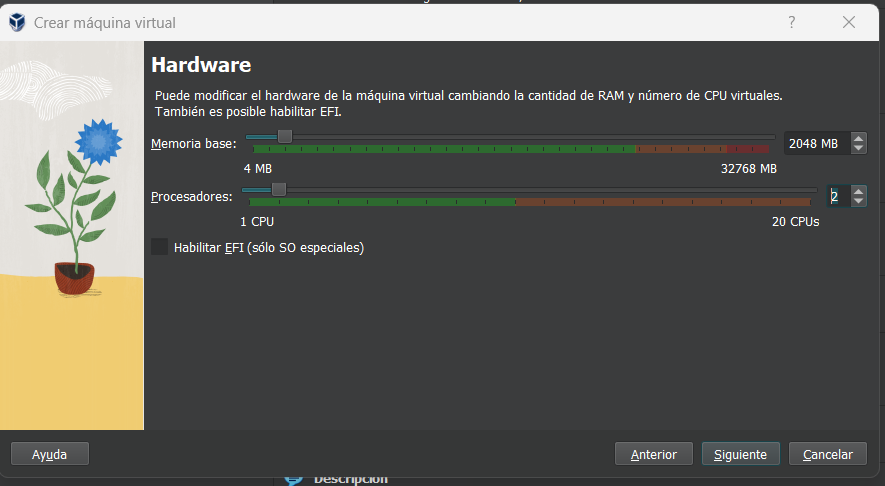 Crear máquina virtual
?
Hardware
Puede modificar el hardware de la máquina virtual cambiando la cantidad de RAM y número de CPU virtuales.
También es posible habilitar EFI.
Memoria base:
2048 MB
4 MB
32768 MB
Procesadores:
2
1 CPU
20 CPUs
Habilitar EFI (sólo SO especiales)
Ayuda
Anterior
Siguiente
Cancelar
Descripción